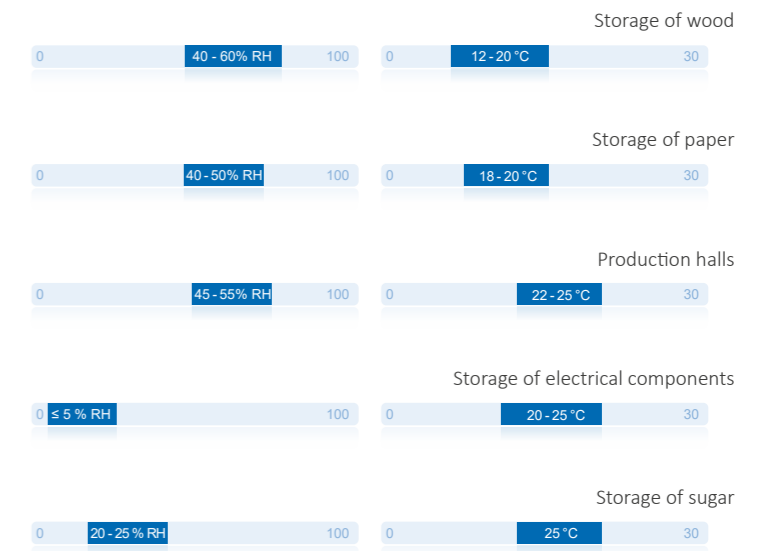 Storage of wood
0 40 - 60% RH 100 0 12 - 20 °C 30
Storage of paper
0 40 - 50% RH 100 0 18 - 20 °C 30
Production halls
0 45 - 55% RH 100 0 22 - 25 °C 30
Storage of electrical components
0 ≤ 5 % RH 100 0 20 - 25 °C 30
Storage of sugar
0 20 - 25 % RH 100 0 25 °C 30